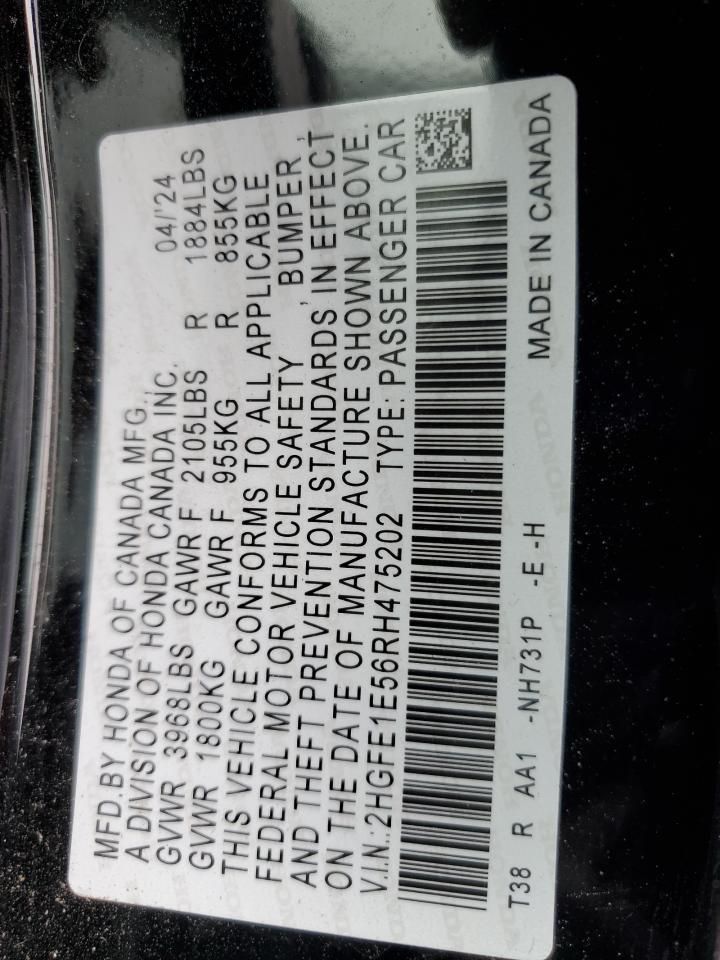 MFD.BY HONDA OF CANADA MFG.,
A DIVISION OF HONDA CANADA INC. 04/'24
GVWR 3968LBS GAWR F 2105LBS R 1884LBS
GVWR 1800KG GAWR F 955KG R 855KG
THIS VEHICLE CONFORMS TO ALL APPLICABLE
FEDERAL MOTOR VEHICLE SAFETY , BUMPER ,
AND THEFT PREVENTION STANDARDS IN EFFECT
ON THE DATE OF MANUFACTURE SHOWN ABOVE.
V.I.N.:2HGFE1E56RH475202 TYPE: PASSENGER CAR
T38 R AA1 -NH731P -E -H MADE IN CANADA